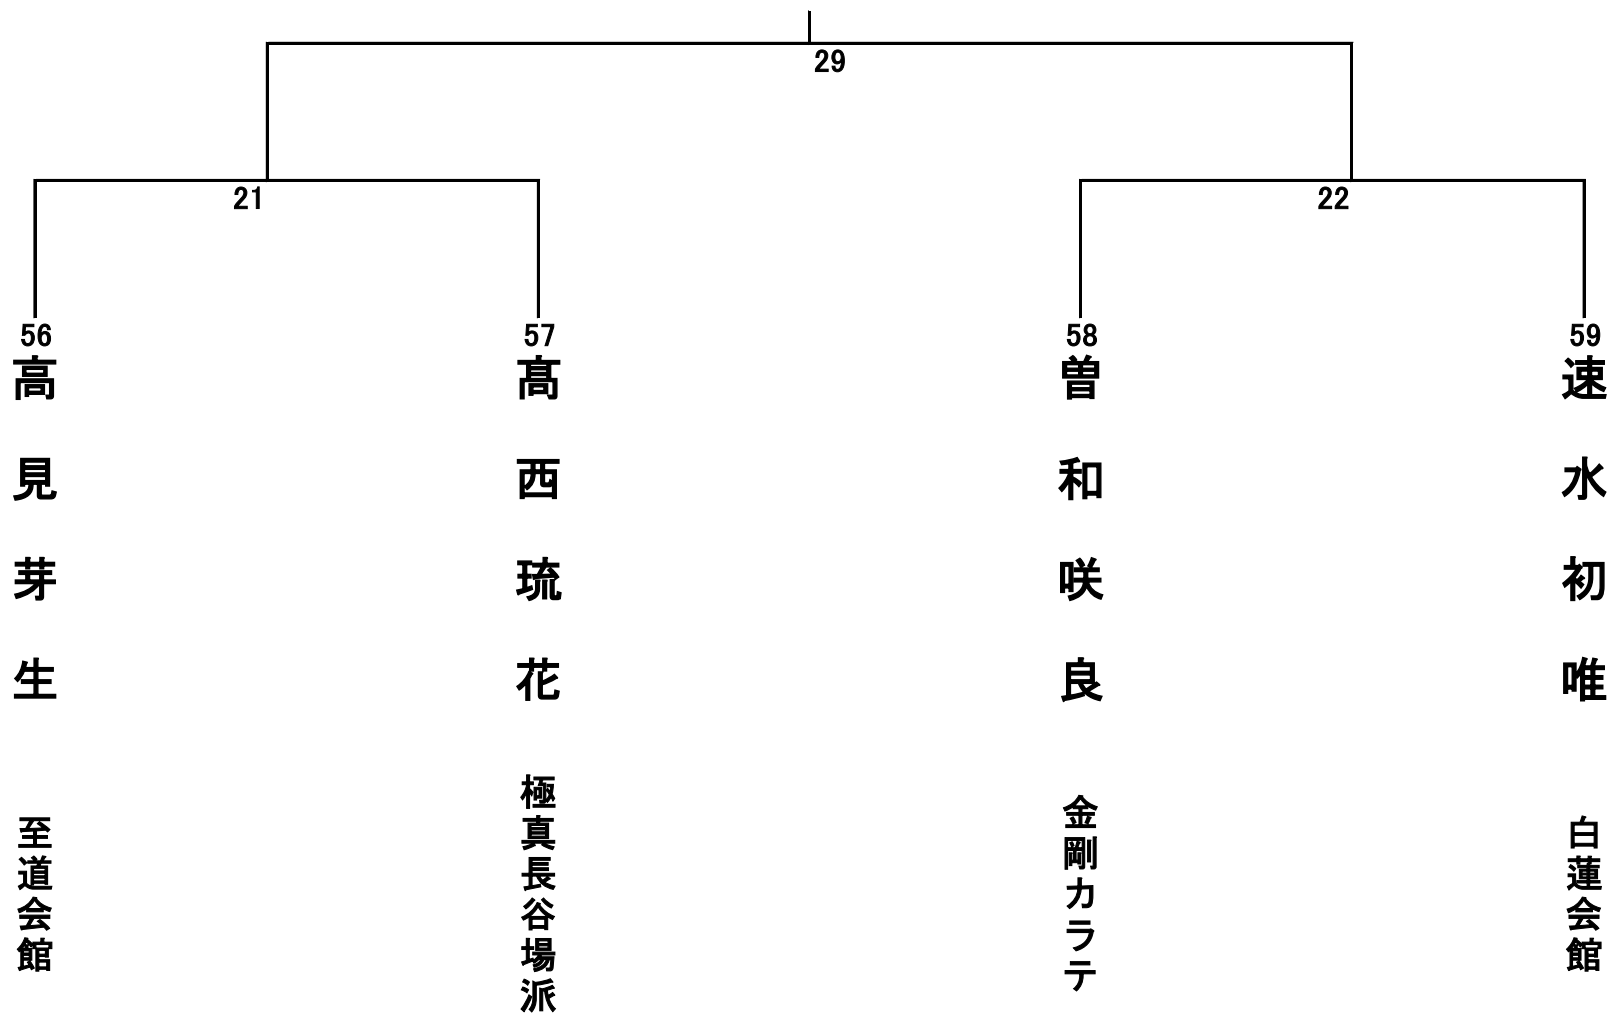 29
21
22
56
57
58
59
高見芽生
髙西琉花
曽和咲良
速水初唯
至道会館
極真長谷場派
金剛カラテ
白蓮会館